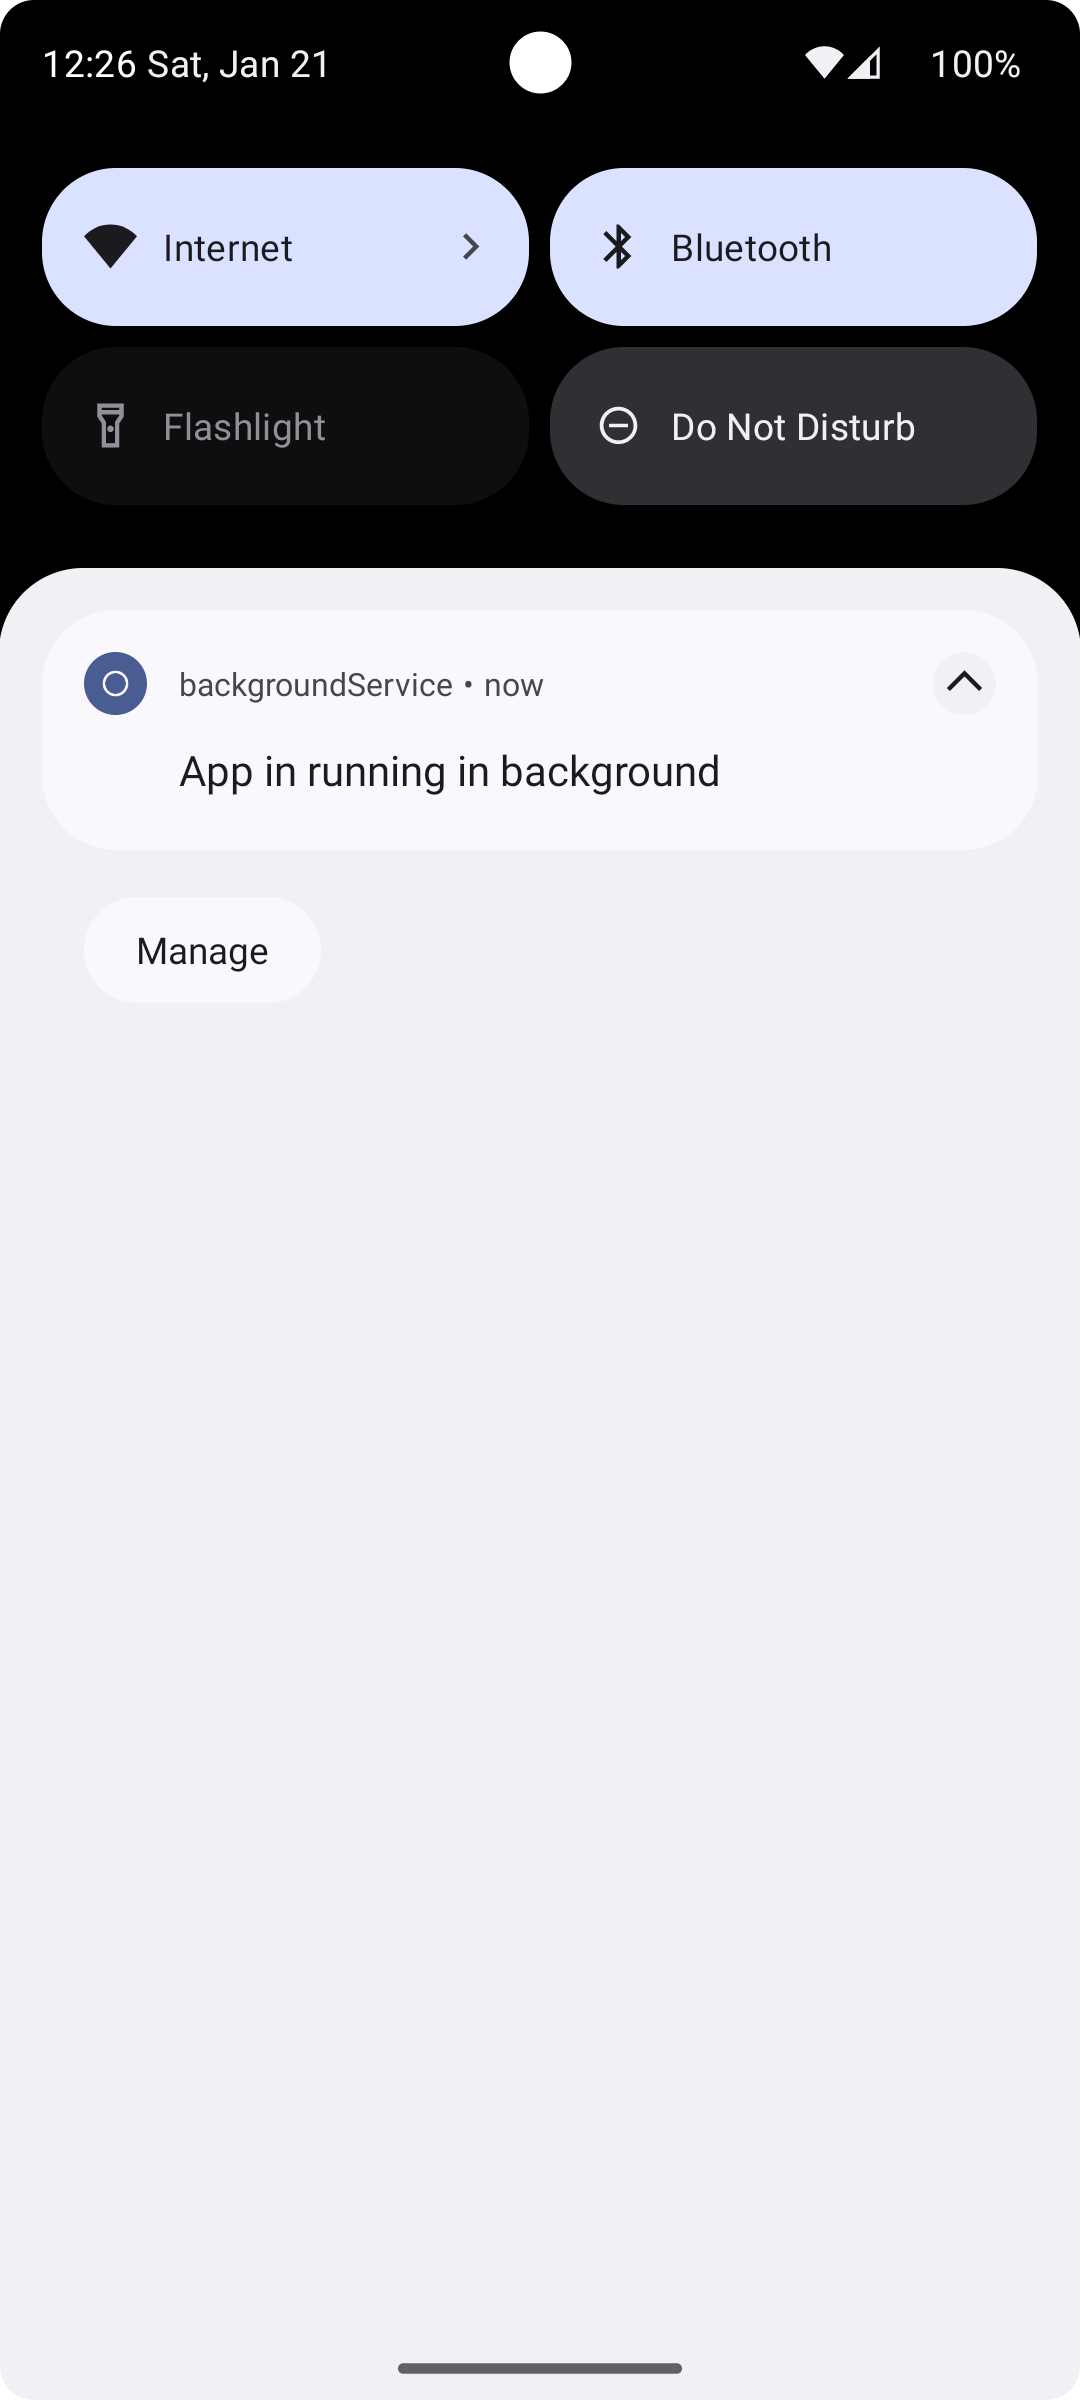 12:26 Sat, Jan 21
100%
Internet
Bluetooth
Flashlight
Do Not Disturb
backgroundService • now
App in running in background
Manage